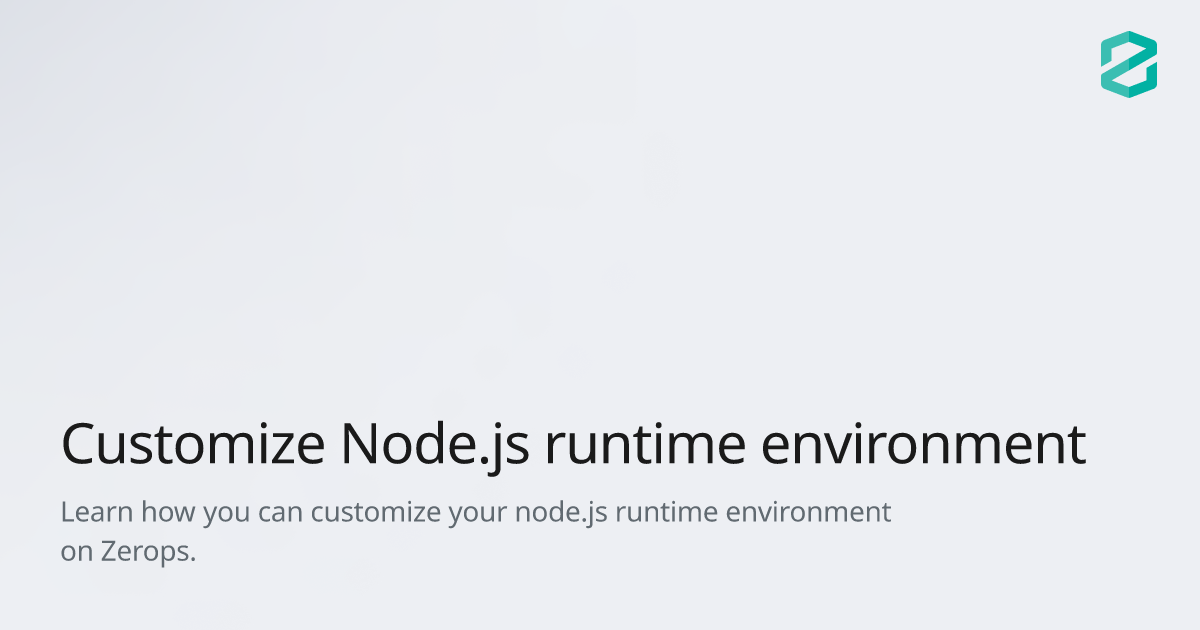 Customize Node.js runtime environment
Learn how you can customize your node.js runtime environment
on Zerops.